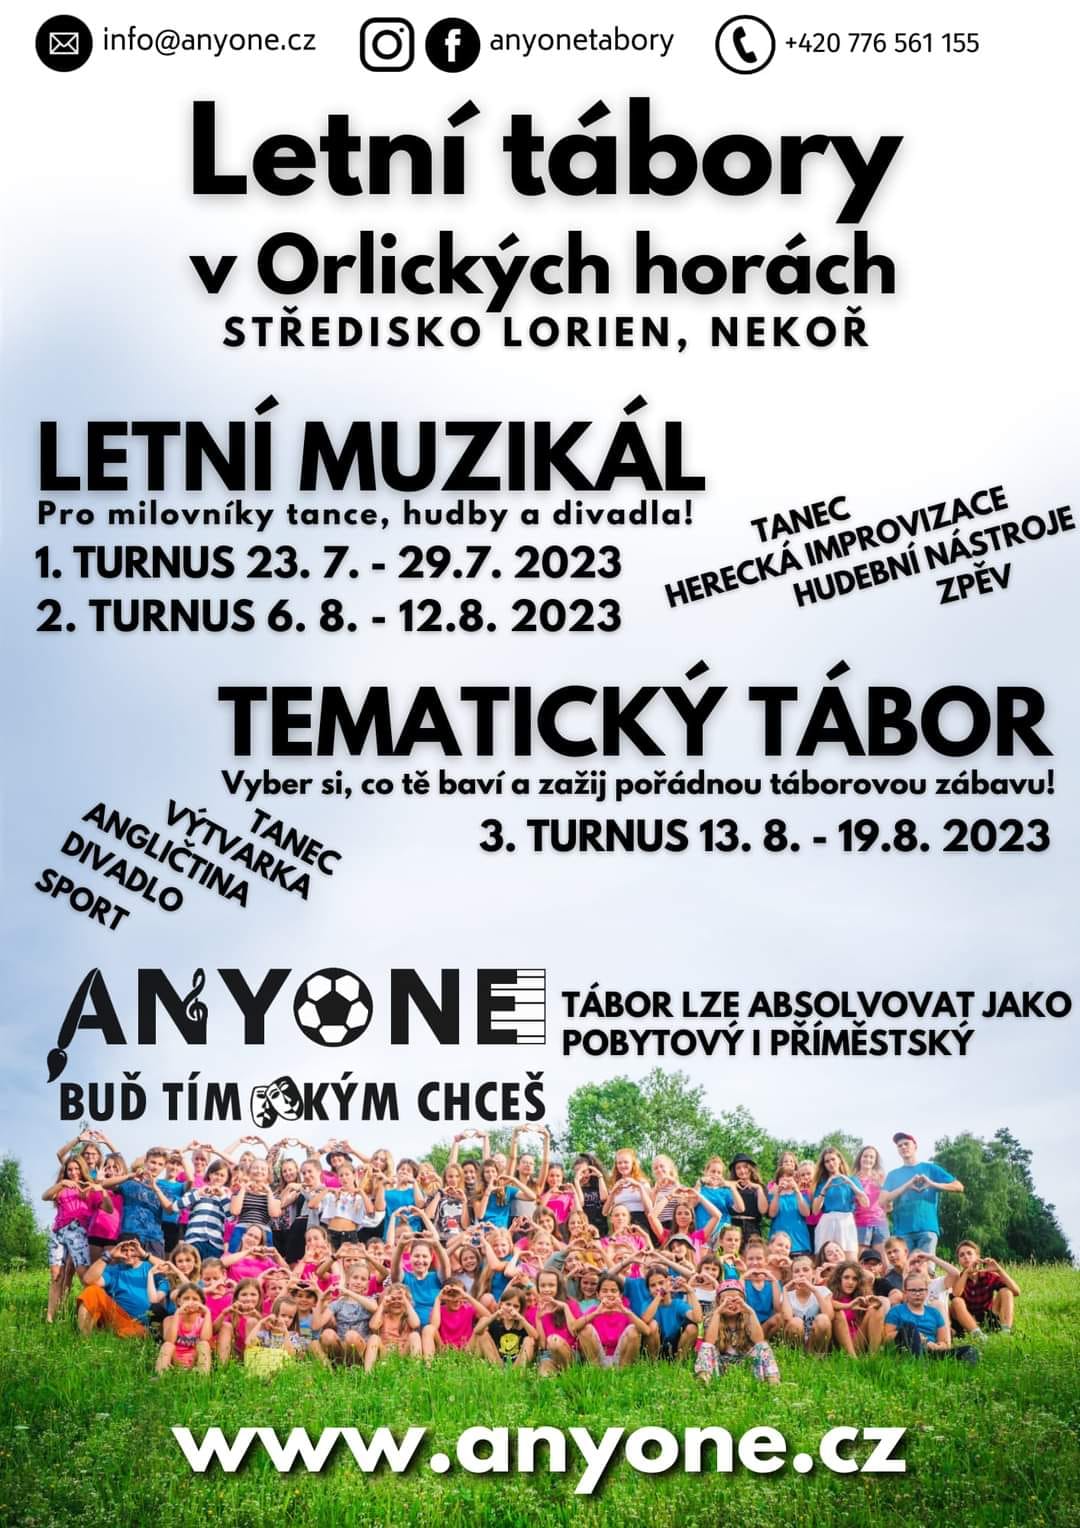 info@anyone.cz anyonetabory +420 776 561 155
Letní tábory
v Orlických horách
STŘEDISKO LORIEN, NEKOŘ
LETNÍ MUZIKÁL
Pro milovníky tance, hudby a divadla!
1. TURNUS 23. 7. - 29.7. 2023
2. TURNUS 6. 8. - 12.8. 2023
TANEC
HERECKÁ IMPROVIZACE
HUDEBNÍ NÁSTROJE
ZPĚV
TEMATICKÝ TÁBOR
Vyber si, co tě baví a zažij pořádnou táborovou zábavu!
3. TURNUS 13. 8. - 19.8. 2023
TANEC
VÝTVARKA
ANGLIČTINA
DIVADLO
SPORT
ANYONE
BUĎ TÍM KÝM CHCEŠ
TÁBOR LZE ABSOLVOVAT JAKO
POBYTOVÝ I PŘÍMĚSTSKÝ
www.anyone.cz